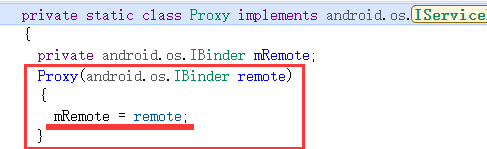 private static class Proxy implements android.os.IService
{
private android.os.IBinder mRemote;
Proxy(android.os.IBinder remote)
{
mRemote = remote;
}